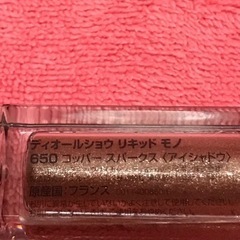 ディオールショウ リキッド モノ
650 コッパー スパークス〈アイシャドウ〉
原産国:フランス